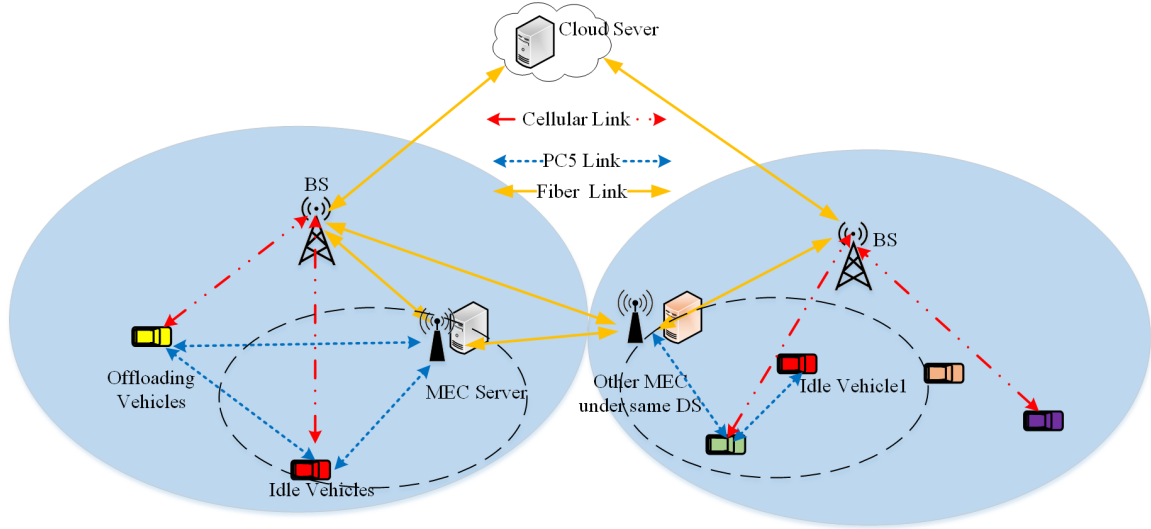 Cloud Sever
Cellular Link
PC5 Link
Fiber Link
BS
BS
Offloading
Vehicles
MEC Server
Idle Vehicles
Other MEC
under same DS
Idle Vehicle1